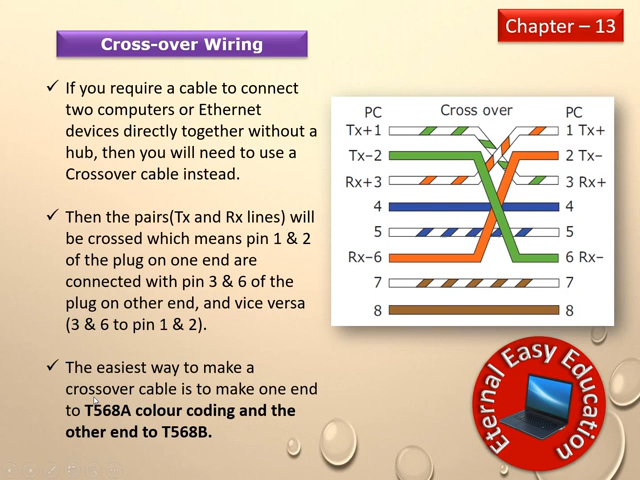 Chapter – 13
Cross-over Wiring
✓ If you require a cable to connect
two computers or Ethernet
devices directly together without a
hub, then you will need to use a
Crossover cable instead.
✓ Then the pairs(Tx and Rx lines) will
be crossed which means pin 1 & 2
of the plug on one end are
connected with pin 3 & 6 of the
plug on other end, and vice versa
(3 & 6 to pin 1 & 2).
✓ The easiest way to make a
crossover cable is to make one end
to T568A colour coding and the
other end to T568B.
PC Cross over PC
Tx+1 1 Tx+
Tx–2 2 Tx–
Rx+3 3 Rx+
4 4
5 5
Rx–6 6 Rx–
7 7
8 8
Eternal Easy Education